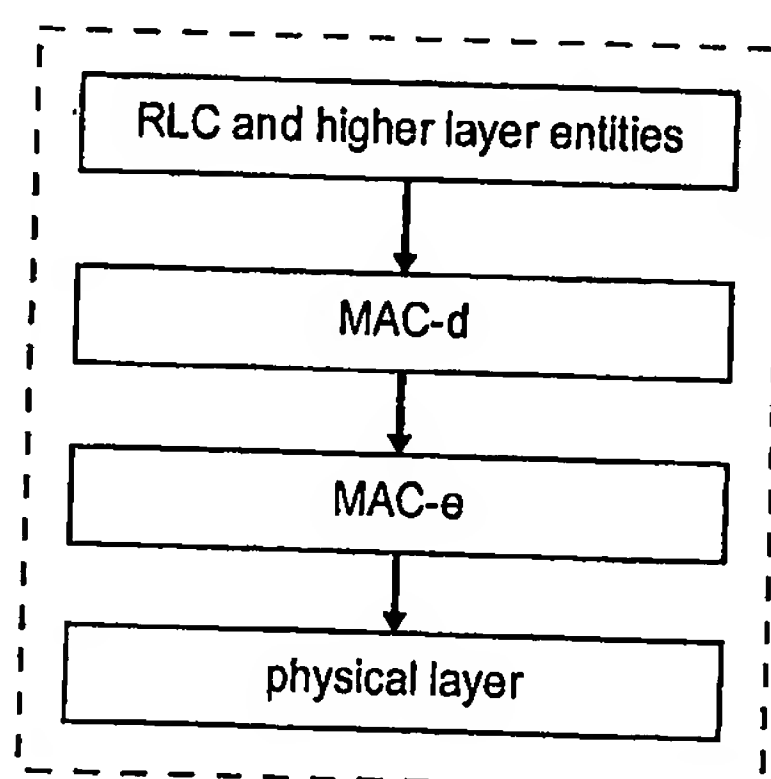 RLC and higher layer entities
MAC-d
MAC-e
physical layer